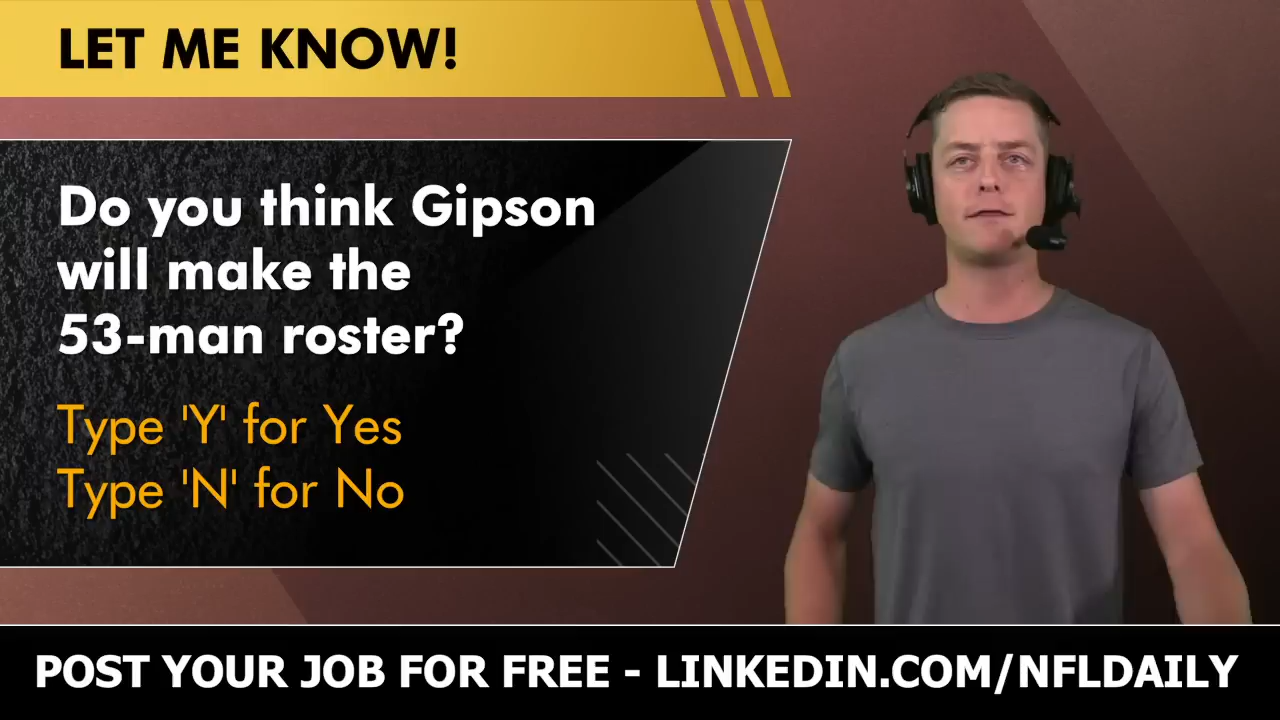 LET ME KNOW!
Do you think Gipson
will make the
53-man roster?
Type 'Y' for Yes
Type 'N' for No
POST YOUR JOB FOR FREE - LINKEDIN.COM/NFLDAILY